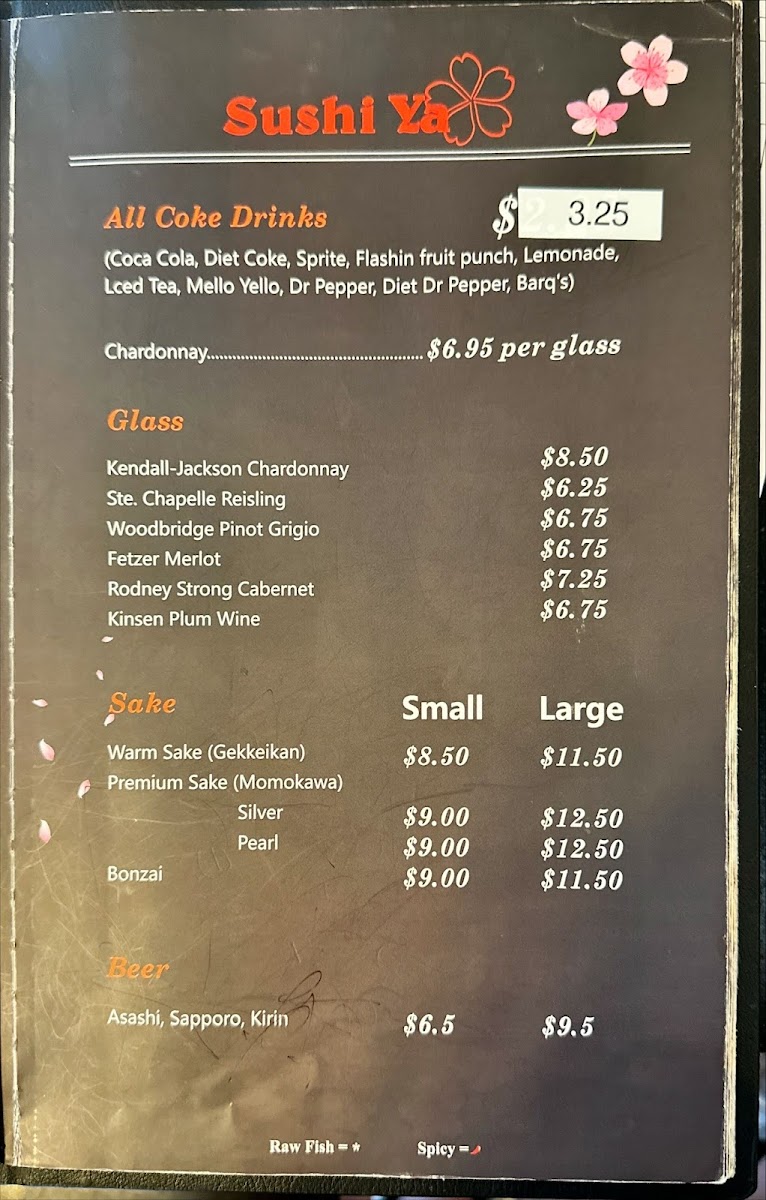 Sushi Ya
All Coke Drinks $2. 3.25
(Coca Cola, Diet Coke, Sprite, Flashin fruit punch, Lemonade,
Lced Tea, Mello Yello, Dr Pepper, Diet Dr Pepper, Barq's)
Chardonnay................................................... $6.95 per glass
Glass
Kendall-Jackson Chardonnay $8.50
Ste. Chapelle Reisling $6.25
Woodbridge Pinot Grigio $6.75
Fetzer Merlot $6.75
Rodney Strong Cabernet $7.25
Kinsen Plum Wine $6.75
Sake Small Large
Warm Sake (Gekkeikan) $8.50 $11.50
Premium Sake (Momokawa)
Silver $9.00 $12.50
Pearl $9.00 $12.50
Bonzai $9.00 $11.50
Beer
Asashi, Sapporo, Kirin $6.5 $9.5
Raw Fish = * Spicy =